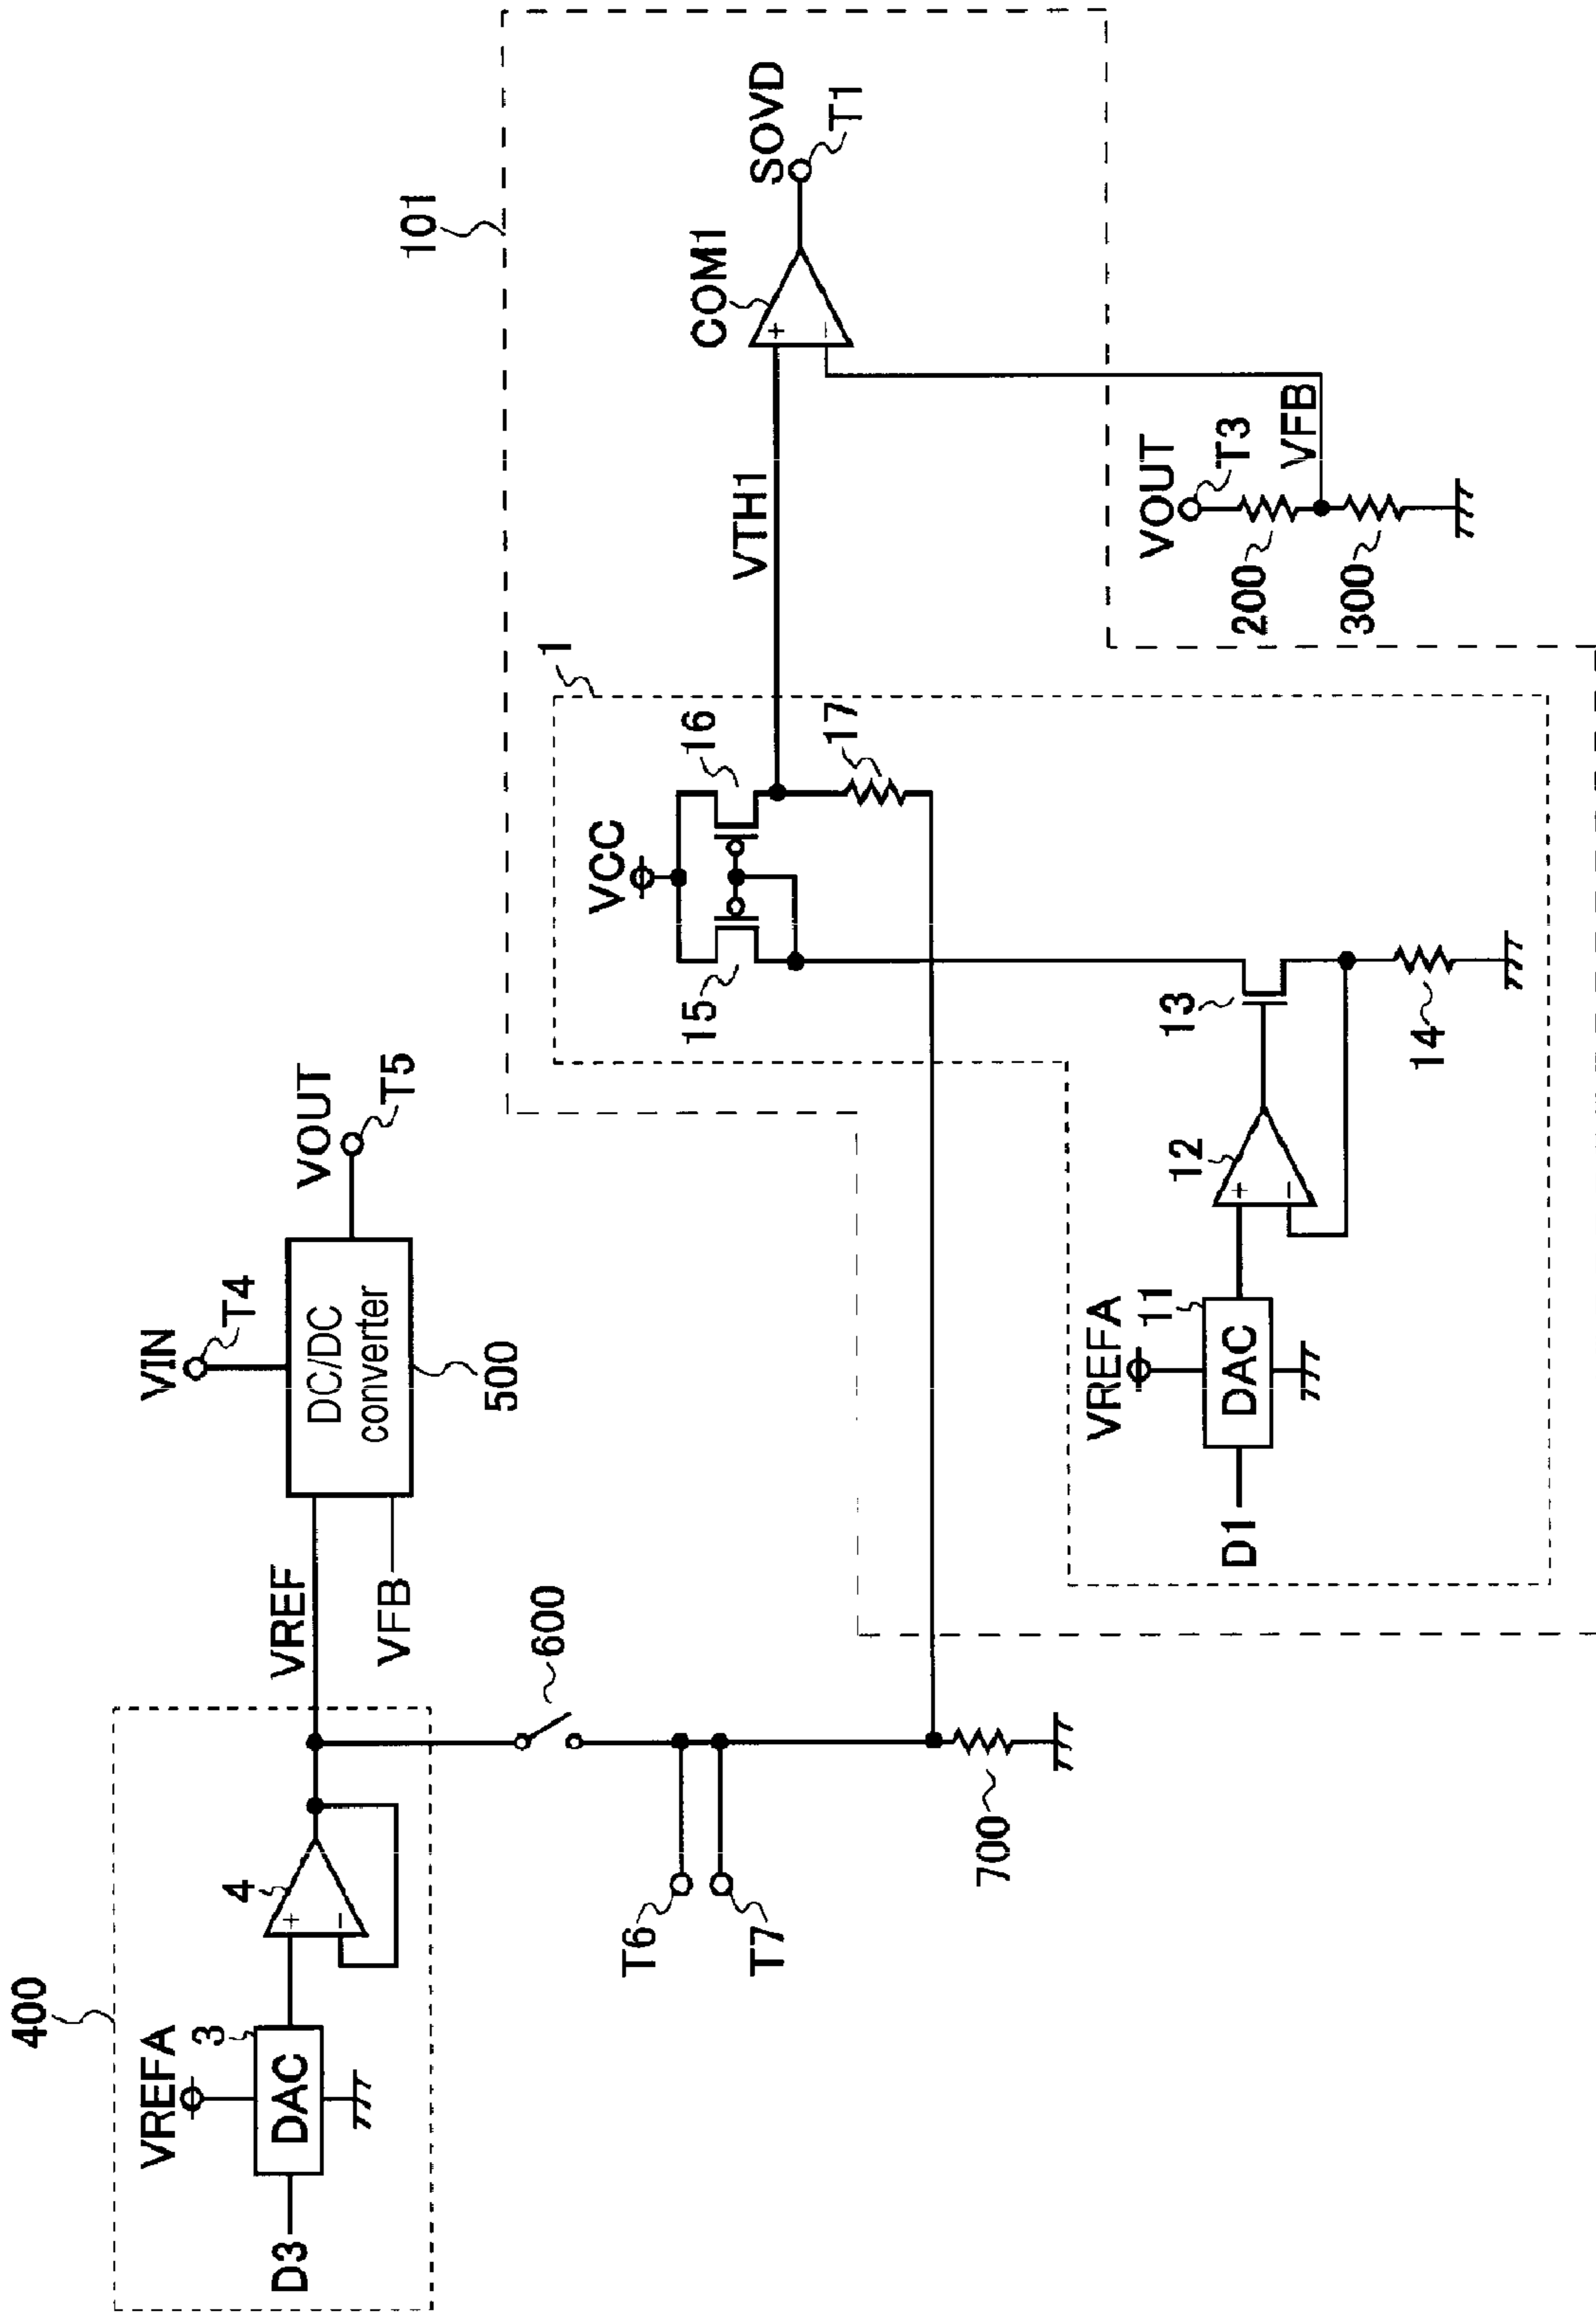 400
VREFA
3
DAC
D3
4
+
−
VREF
VFB
VIN
T4
DC/DC
converter
500
VOUT
T5
600
T6
T7
700
101
1
VCC
15
16
17
VTH1
COM1
+
−
SOVD
T1
VREFA
11
DAC
D1
12
+
−
13
14
VOUT
T3
200
VFB
300